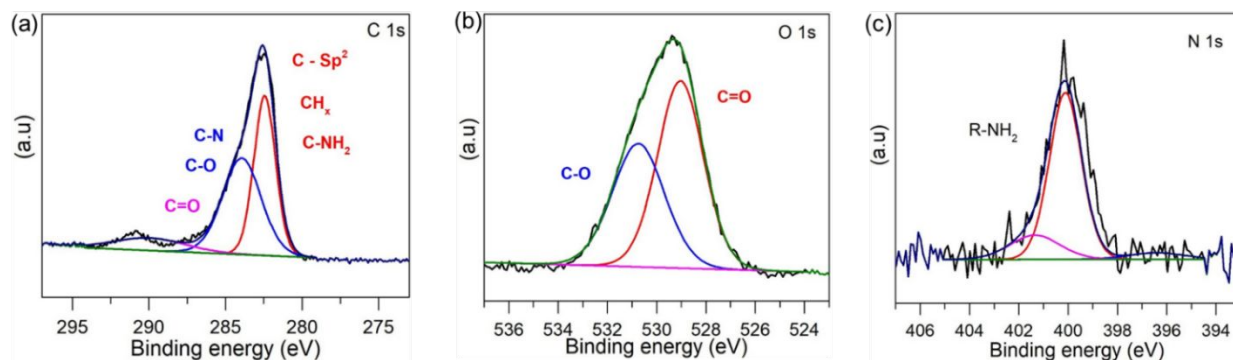 (a)
C 1s
C - Sp²
CHₓ
C-NH₂
C-N
C-O
C=O
(a.u)
295 290 285 280 275
Binding energy (eV)
(b)
O 1s
C=O
C-O
(a.u)
536 534 532 530 528 526 524
Binding energy (eV)
(c)
N 1s
R-NH₂
(a.u)
406 404 402 400 398 396 394
Binding energy (eV)